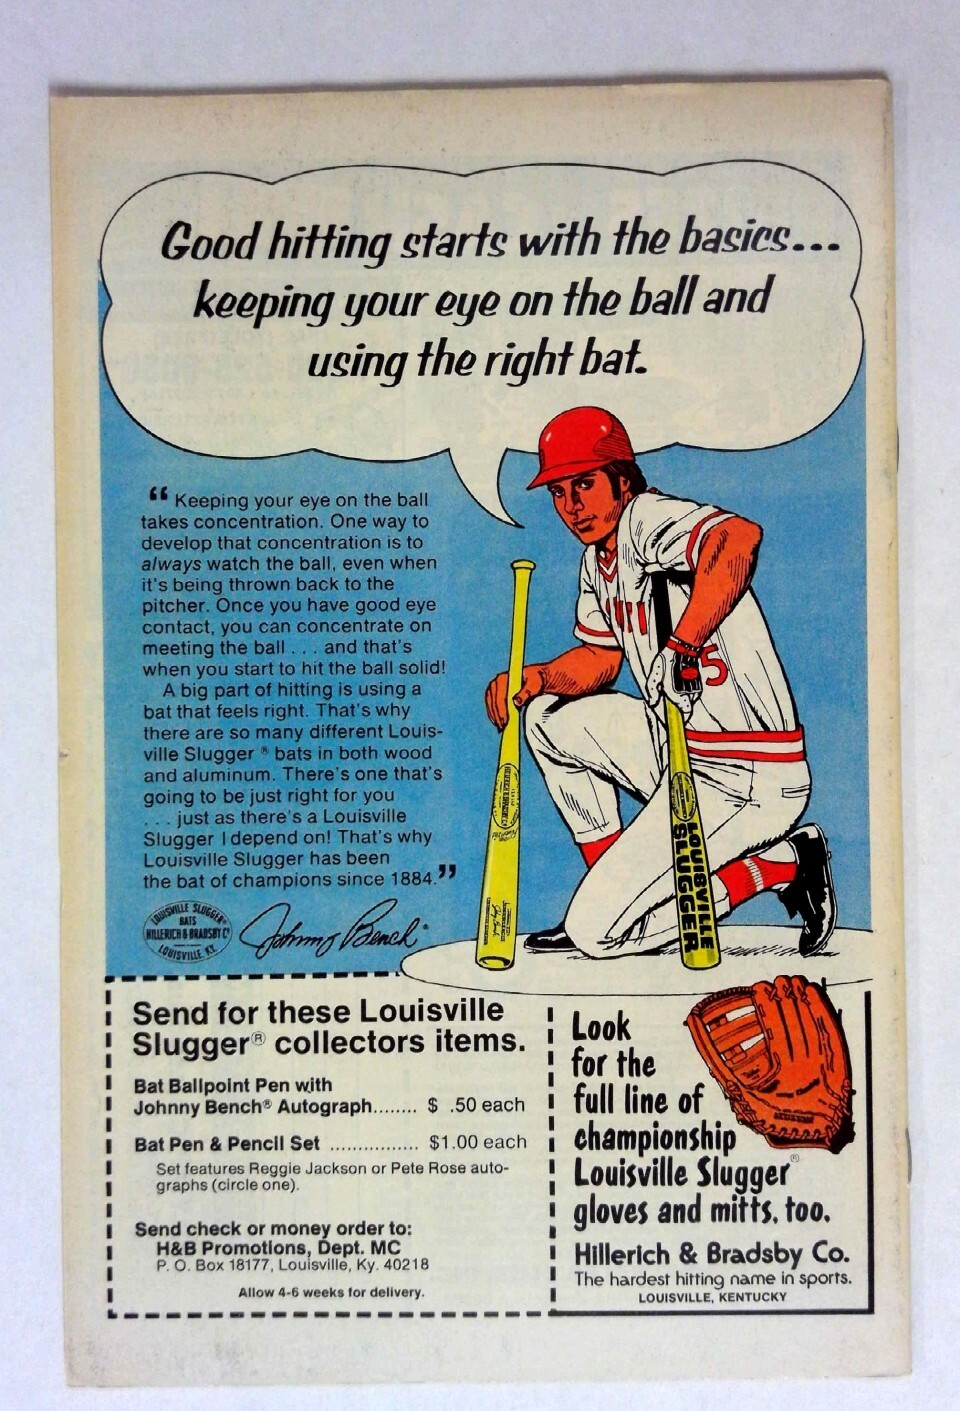 Good hitting starts with the basics...
keeping your eye on the ball and
using the right bat.
“ Keeping your eye on the ball
takes concentration. One way to
develop that concentration is to
always watch the ball, even when
it's being thrown back to the
pitcher. Once you have good eye
contact, you can concentrate on
meeting the ball . . . and that's
when you start to hit the ball solid!
A big part of hitting is using a
bat that feels right. That's why
there are so many different Louis-
ville Slugger ® bats in both wood
and aluminum. There's one that's
going to be just right for you
. . . just as there's a Louisville
Slugger I depend on! That's why
Louisville Slugger has been
the bat of champions since 1884.”
LOUISVILLE SLUGGER®
BATS
HILLERICH & BRADSBY Cº
LOUISVILLE, KY.
Johnny Bench®
5
LOUISVILLE
SLUGGER
Send for these Louisville
Slugger® collectors items.
Bat Ballpoint Pen with
Johnny Bench® Autograph........ $ .50 each
Bat Pen & Pencil Set ................ $1.00 each
Set features Reggie Jackson or Pete Rose auto-
graphs (circle one).
Send check or money order to:
H&B Promotions, Dept. MC
P. O. Box 18177, Louisville, Ky. 40218
Allow 4-6 weeks for delivery.
Look
for the
full line of
championship
Louisville Slugger®
gloves and mitts, too.
Hillerich & Bradsby Co.
The hardest hitting name in sports.
LOUISVILLE, KENTUCKY